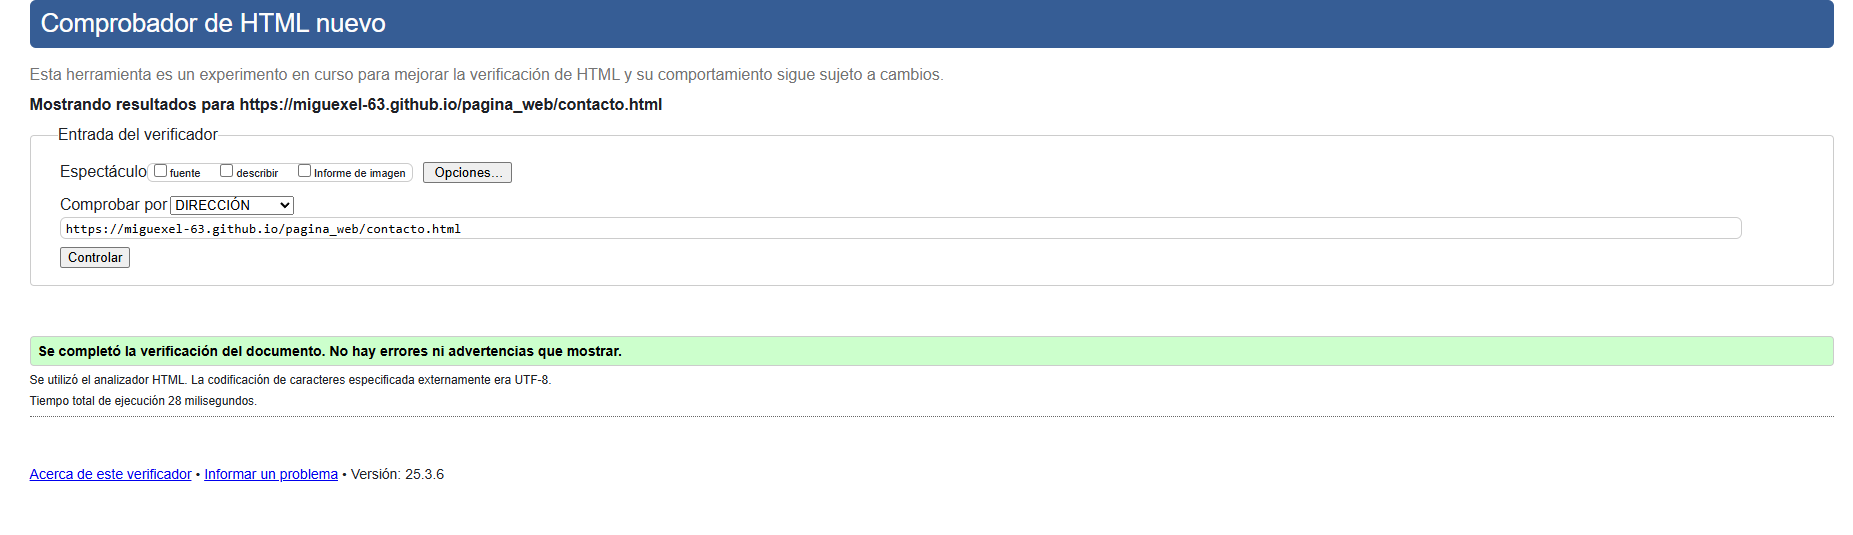 Comprobador de HTML nuevo
Esta herramienta es un experimento en curso para mejorar la verificación de HTML y su comportamiento sigue sujeto a cambios.
Mostrando resultados para https://miguexel-63.github.io/pagina_web/contacto.html
Entrada del verificador
Espectáculo fuente describir Informe de imagen Opciones...
Comprobar por DIRECCIÓN
https://miguexel-63.github.io/pagina_web/contacto.html
Controlar
Se completó la verificación del documento. No hay errores ni advertencias que mostrar.
Se utilizó el analizador HTML. La codificación de caracteres especificada externamente era UTF-8.
Tiempo total de ejecución 28 milisegundos.
Acerca de este verificador • Informar un problema • Versión: 25.3.6